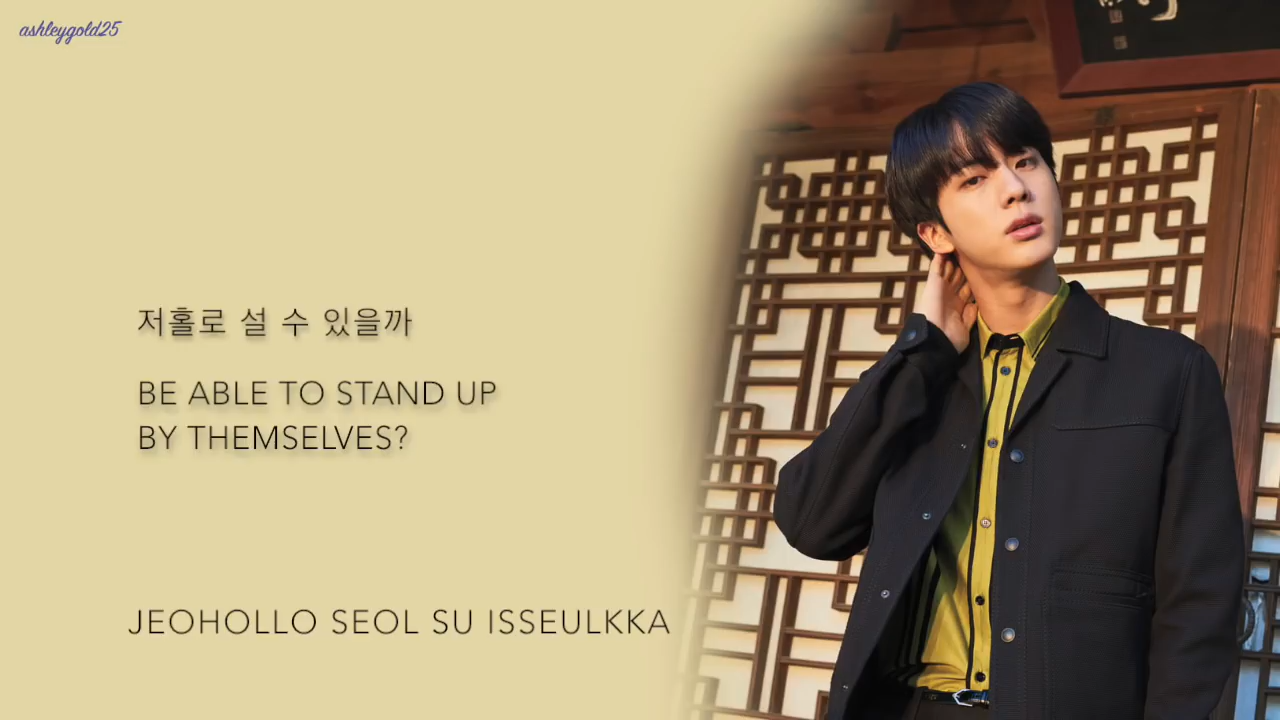 ashleygold25
저홀로 설 수 있을까
BE ABLE TO STAND UP
BY THEMSELVES?
JEOHOLLO SEOL SU ISSEULKKA